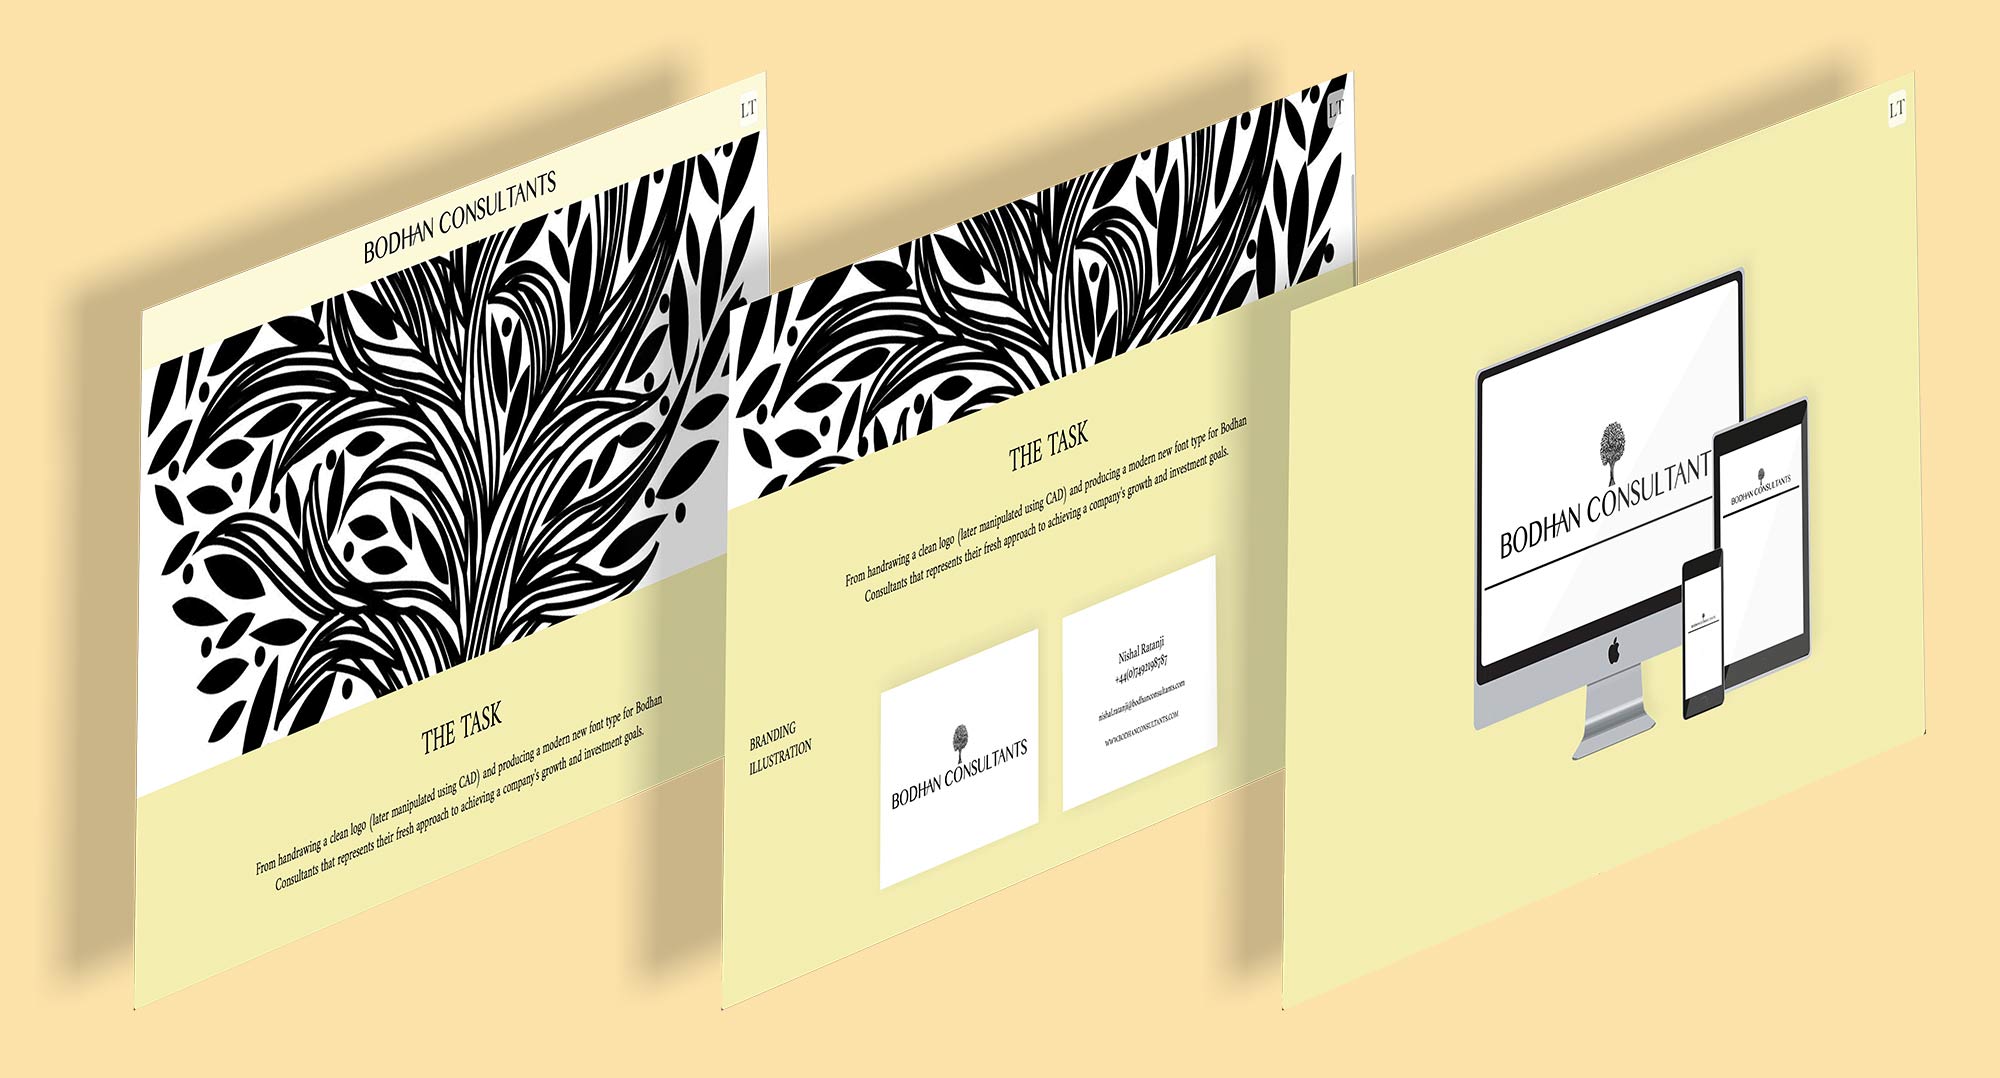 LT
BODHAN CONSULTANTS
THE TASK
From handrawing a clean logo (later manipulated using CAD) and producing a modern new font type for Bodhan
Consultants that represents their fresh approach to achieving a company's growth and investment goals.
LT
THE TASK
From handrawing a clean logo (later manipulated using CAD) and producing a modern new font type for Bodhan
Consultants that represents their fresh approach to achieving a company's growth and investment goals.
BRANDING
ILLUSTRATION
BODHAN CONSULTANTS
Nishal Ratanji
+44(0)7492198787
nishal.ratanji@bodhanconsultants.com
WWW.BODHANCONSULTANTS.COM
LT
BODHAN CONSULTANT
BODHAN CONSULTANTS
BODHAN CONSULTANTS